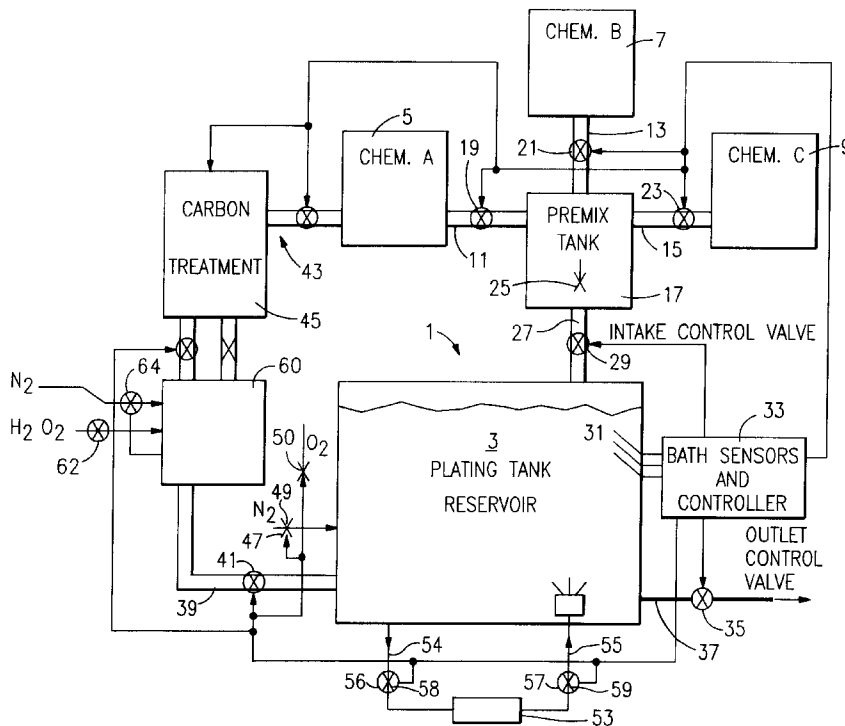 CHEM. B
7
5
CHEM. A
19
21
13
CHEM. C
9
CARBON
TREATMENT
43
11
PREMIX
TANK
25
23
15
17
45
27
1
INTAKE CONTROL VALVE
29
N2
64
60
H2 O2
62
50
O2
3
PLATING TANK
RESERVOIR
31
33
BATH SENSORS
AND
CONTROLLER
N2
49
47
41
39
OUTLET
CONTROL
VALVE
35
37
54
55
56
58
57
59
53